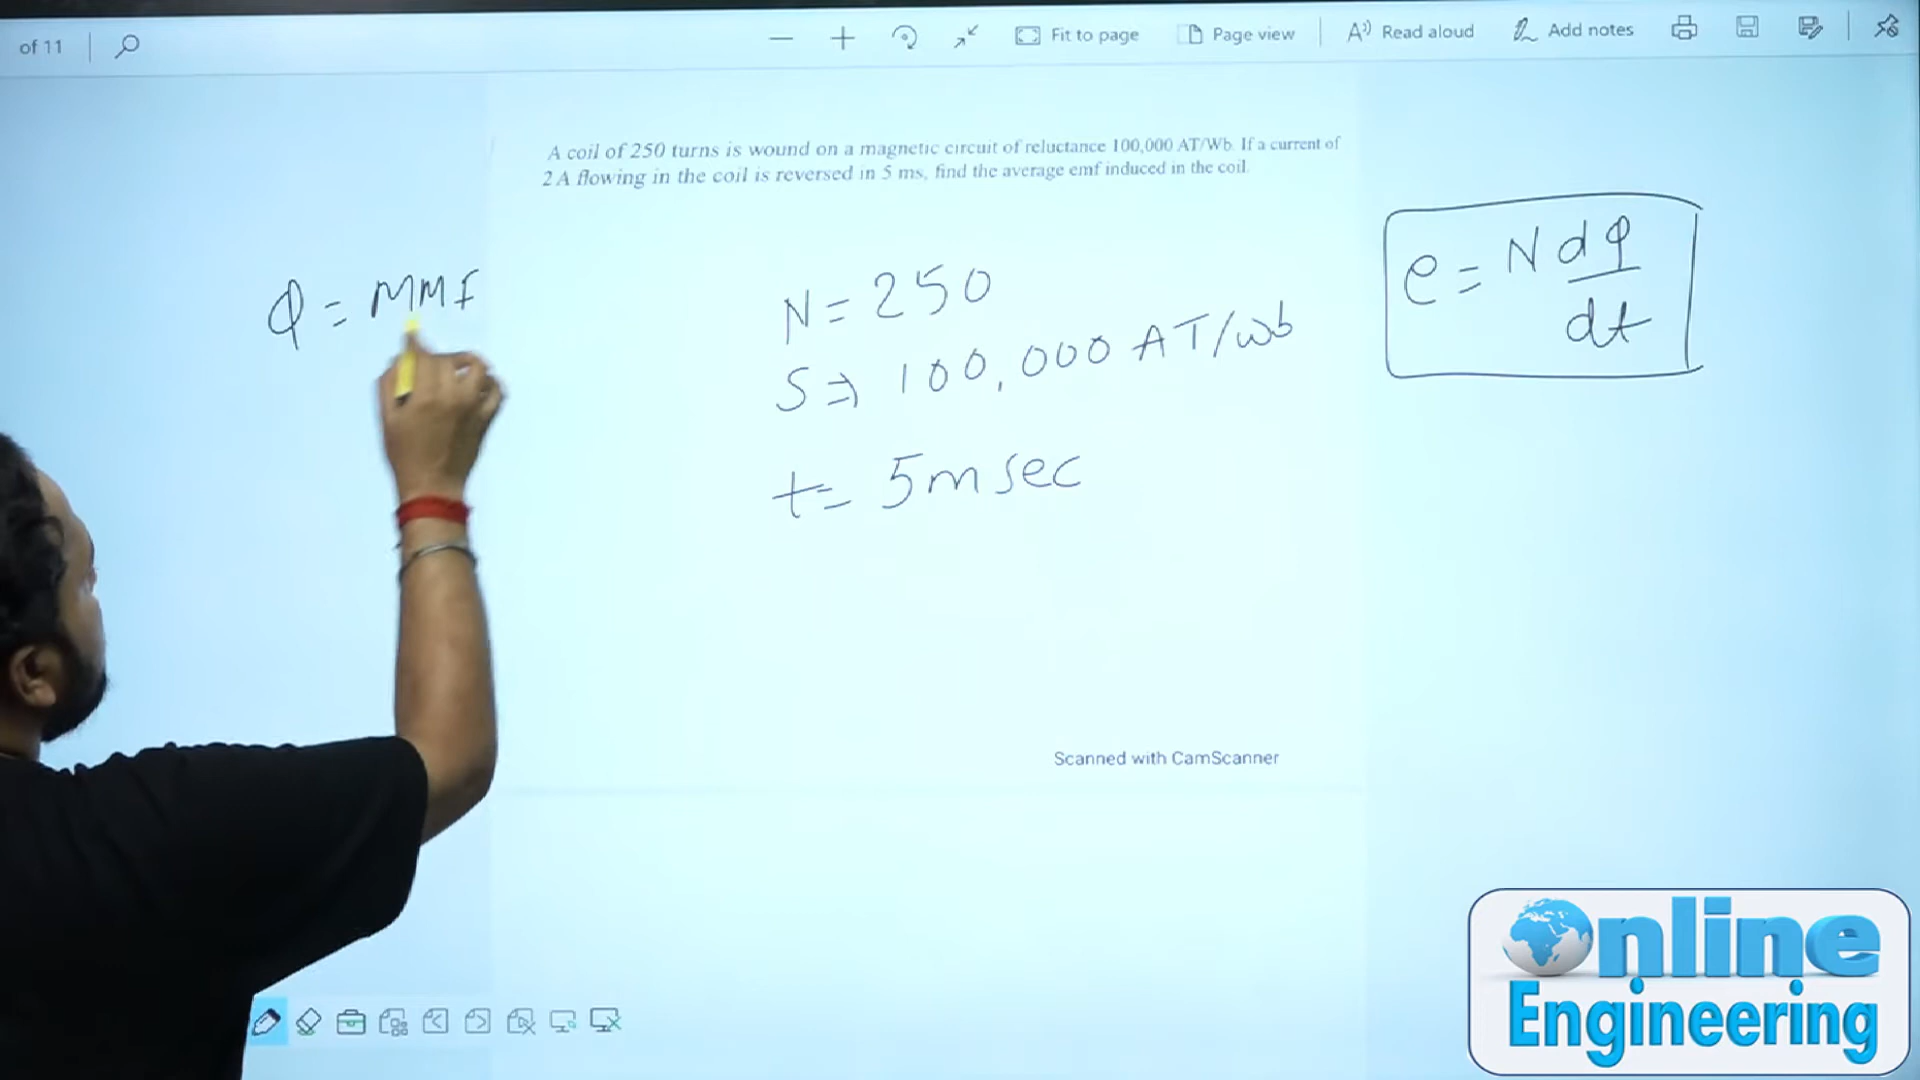 of 11
Fit to page
Page view
Read aloud
Add notes
A coil of 250 turns is wound on a magnetic circuit of reluctance 100,000 AT/Wb. If a current of
2 A flowing in the coil is reversed in 5 ms, find the average emf induced in the coil.
φ = MMF
N = 250
S ⇒ 100,000 AT/wb
t = 5 m sec
e = N dφ
dt
Scanned with CamScanner
Online
Engineering